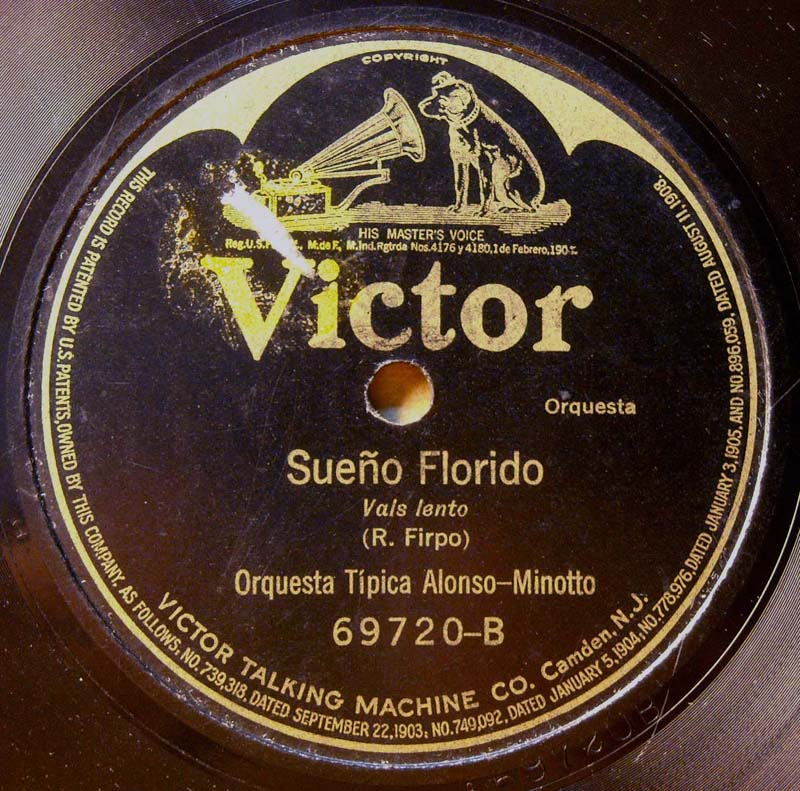 COPYRIGHT
HIS MASTER'S VOICE
Reg.U.S. M.de F. M.Ind.Rgtrda Nos.4176 y 4180,1 de Febrero,190
Victor
Orquesta
Sueño Florido
Vals lento
(R. Firpo)
Orquesta Típica Alonso–Minotto
69720–B
VICTOR TALKING MACHINE CO. Camden, N.J.
THIS RECORD IS PATENTED BY U.S. PATENTS, OWNED BY THIS COMPANY, AS FOLLOWS, NO. 739,318, DATED SEPTEMBER 22, 1903; NO. 749,092, DATED JANUARY 5, 1904; NO. 778,976, DATED JANUARY 3, 1905, AND NO. 896,059, DATED AUGUST 11, 1908.